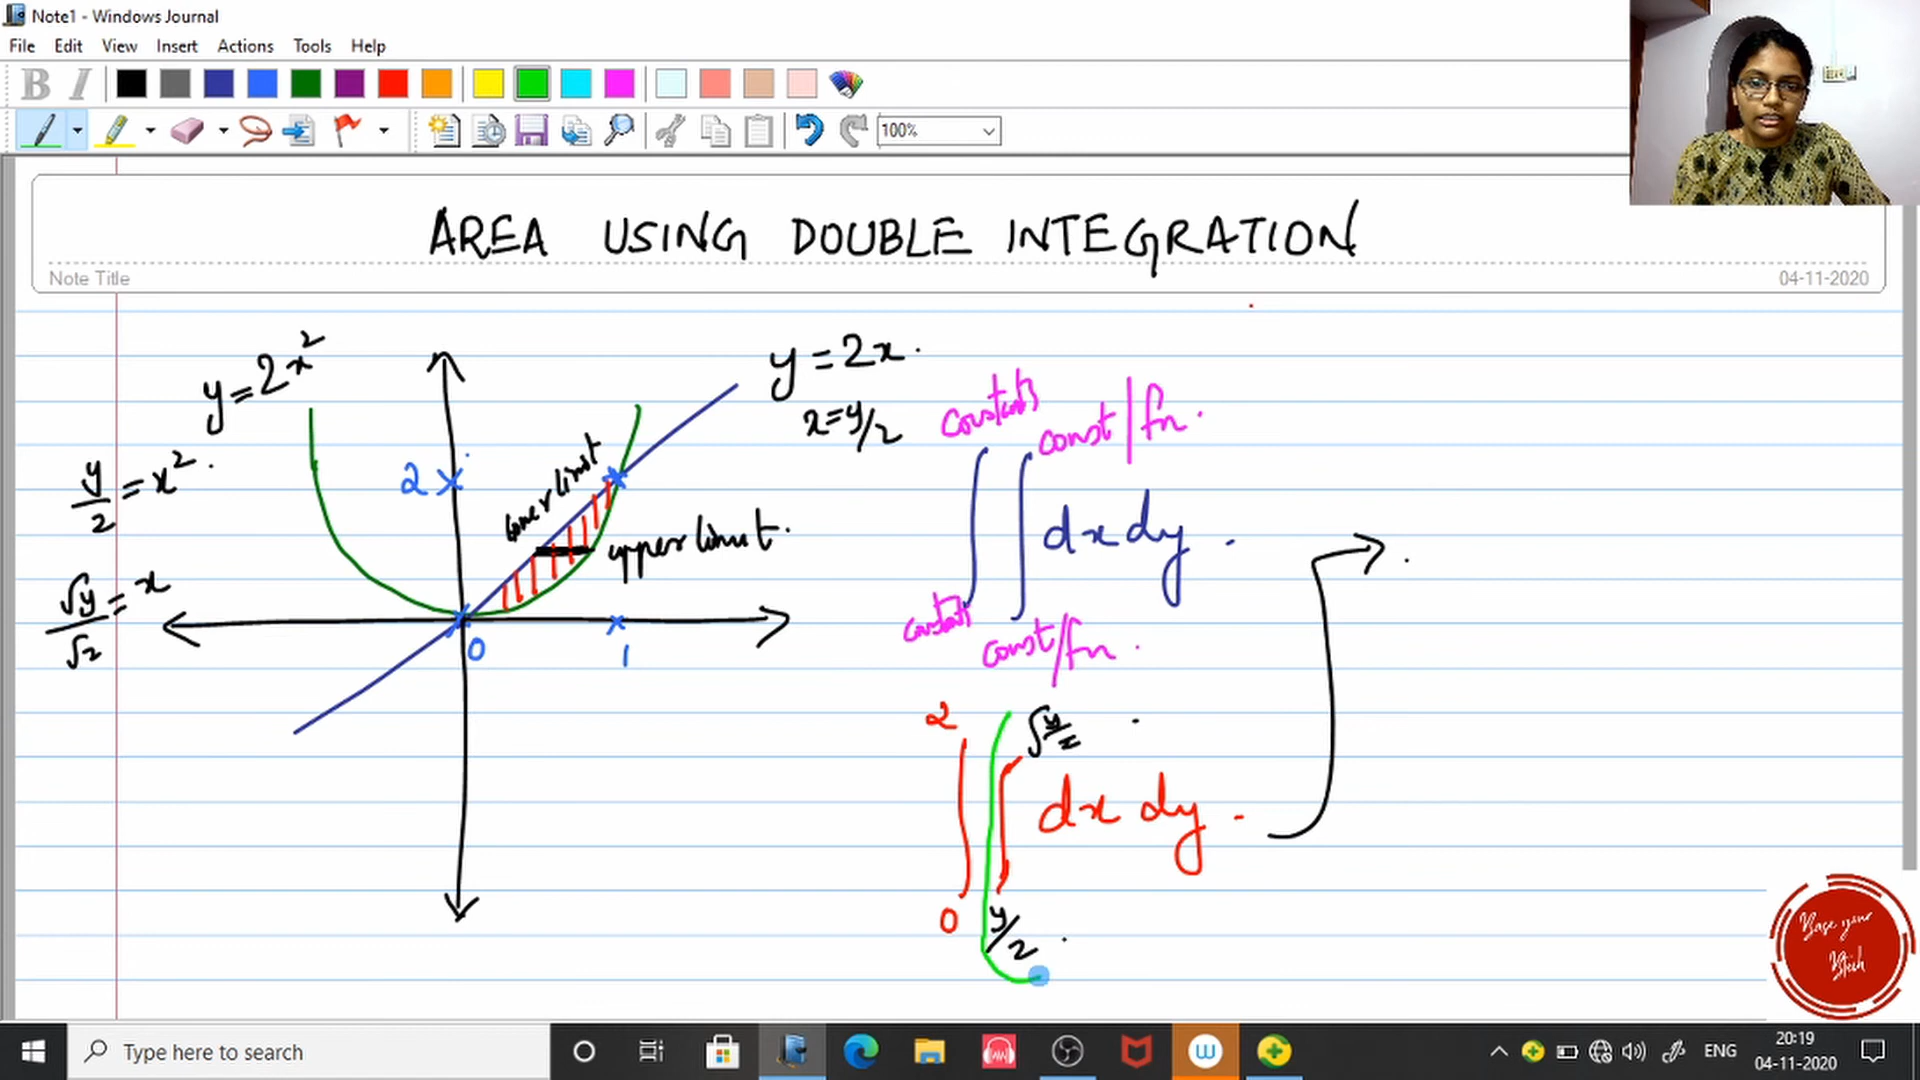 Note1 - Windows Journal
File Edit View Insert Actions Tools Help
B I
100%
AREA USING DOUBLE INTEGRATION
Note Title
04-11-2020
y=2x²
y = 2x.
x=y/2
y/2 = x².
√y/√2 = x
2
0
1
lower limit
upper limit.
constants
const/fn.
∫∫ dx dy.
constants
const/fn.
2
√y/2
∫∫ dx dy.
0
y/2
Base your
Btech
Type here to search
W
ENG
20:19
04-11-2020